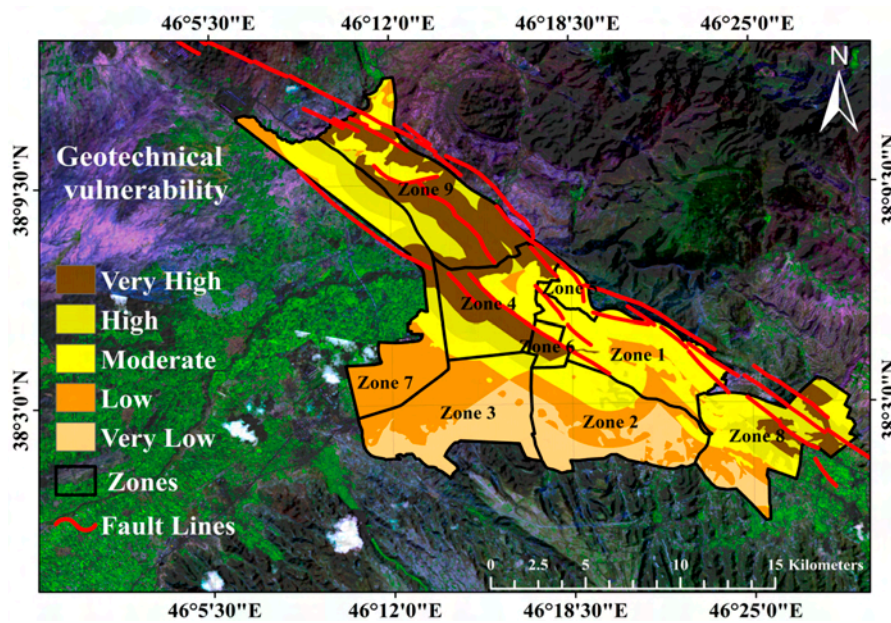 46°5'30"E 46°12'0"E 46°18'30"E 46°25'0"E
N
38°9'30"N
38°9'30"N
38°3'0"N
38°3'0"N
Geotechnical
vulnerability
Very High
High
Moderate
Low
Very Low
Zones
Fault Lines
Zone 9
Zone 4
Zone 5
Zone 6
Zone 1
Zone 7
Zone 3
Zone 2
Zone 8
0 2.5 5 10 15 Kilometers
46°5'30"E 46°12'0"E 46°18'30"E 46°25'0"E